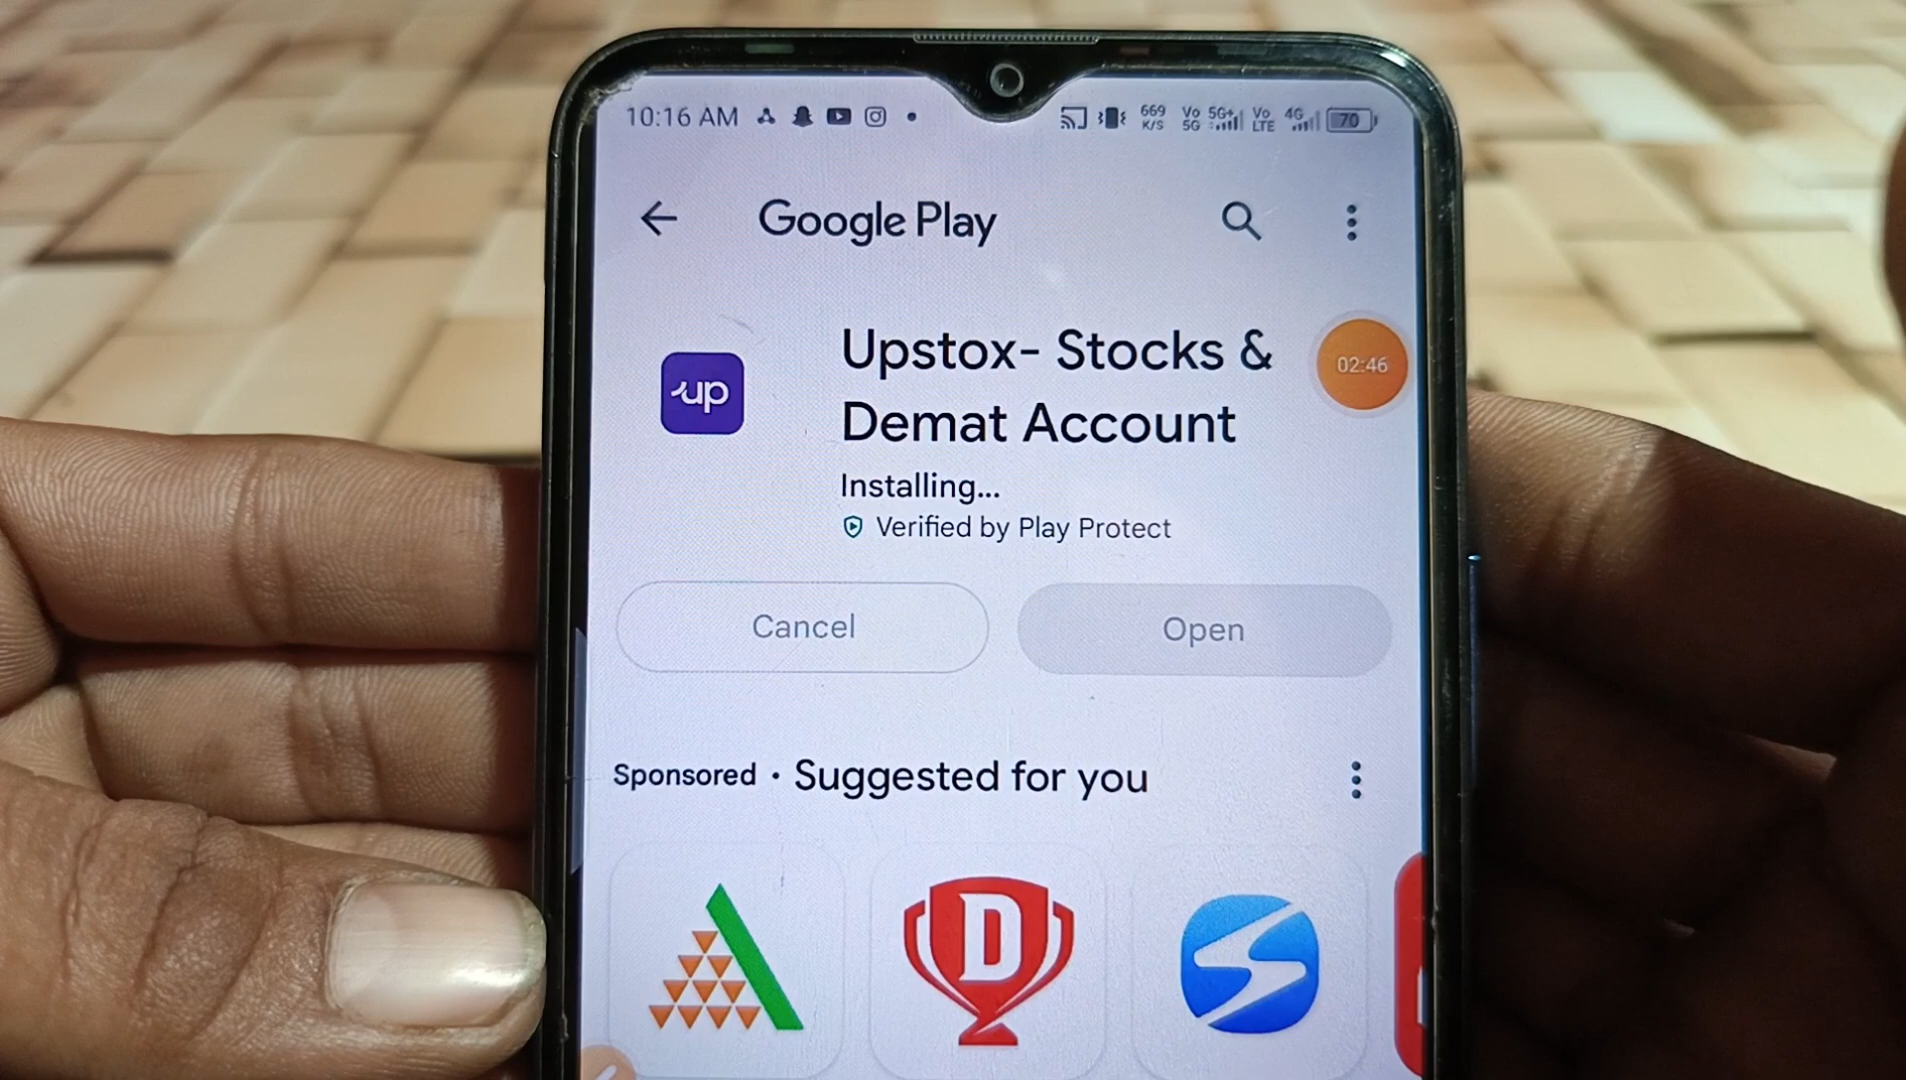 10:16 AM 669 K/S Vo 5G 5G+ Vo LTE 4G 70
Google Play
up
Upstox- Stocks &
Demat Account
02:46
Installing...
Verified by Play Protect
Cancel Open
Sponsored • Suggested for you
D